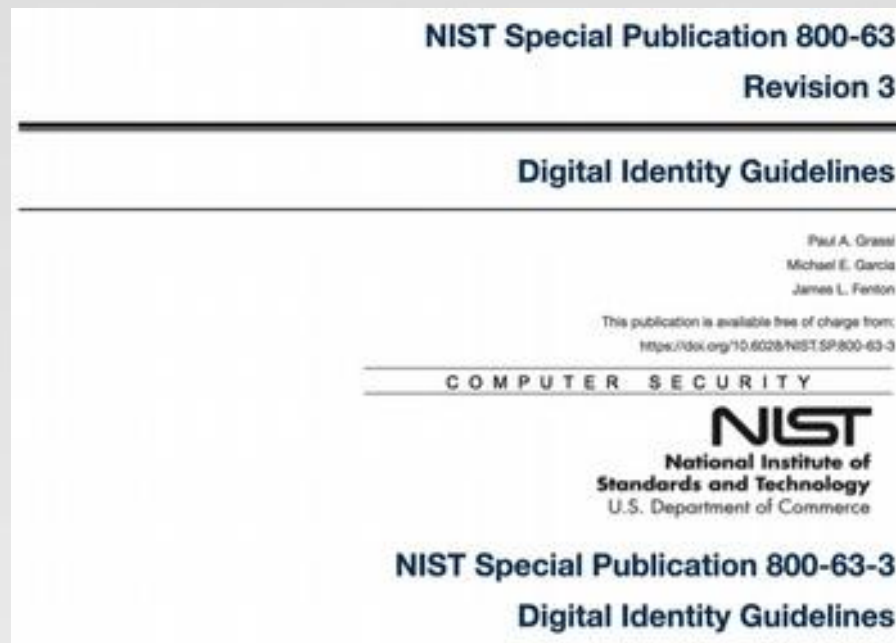 NIST Special Publication 800-63
Revision 3
Digital Identity Guidelines
Paul A. Grassi
Michael E. Garcia
James L. Fenton
This publication is available free of charge from:
https://doi.org/10.6028/NIST.SP.800-63-3
COMPUTER SECURITY
NIST
National Institute of
Standards and Technology
U.S. Department of Commerce
NIST Special Publication 800-63-3
Digital Identity Guidelines